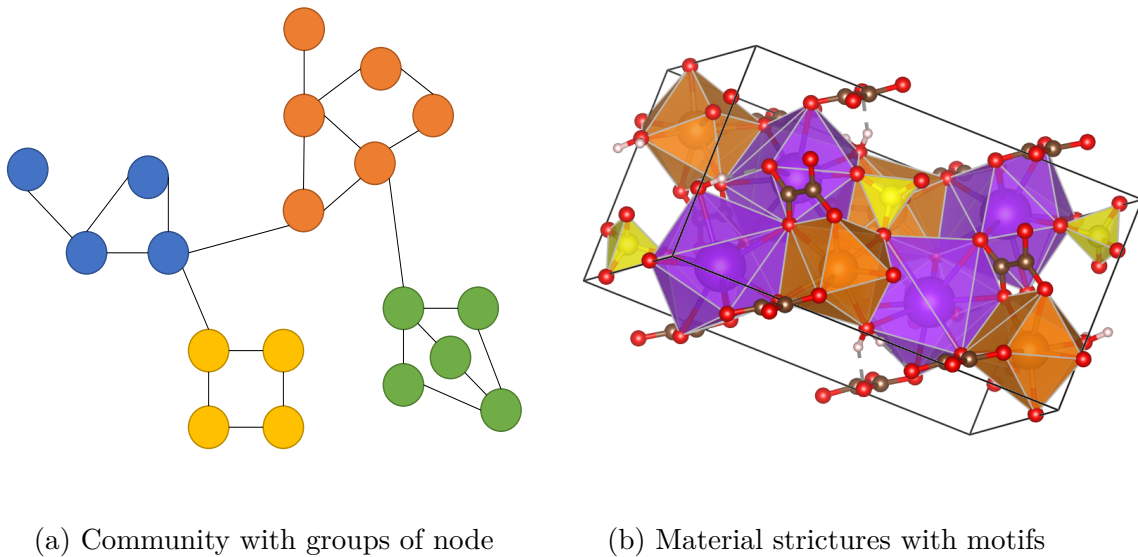 (a) Community with groups of node
(b) Material strictures with motifs